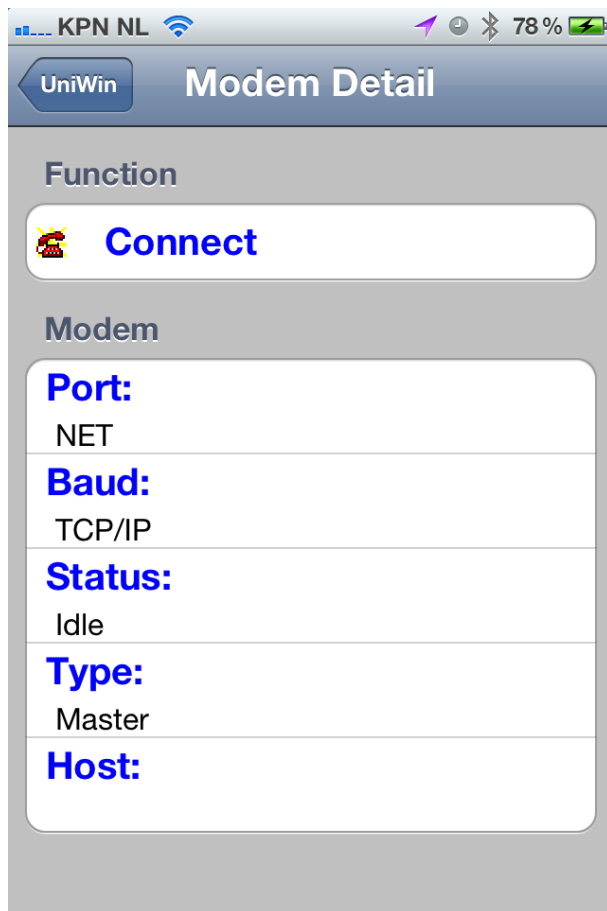 KPN NL 78%
UniWin Modem Detail
Function
Connect
Modem
Port:
NET
Baud:
TCP/IP
Status:
Idle
Type:
Master
Host: